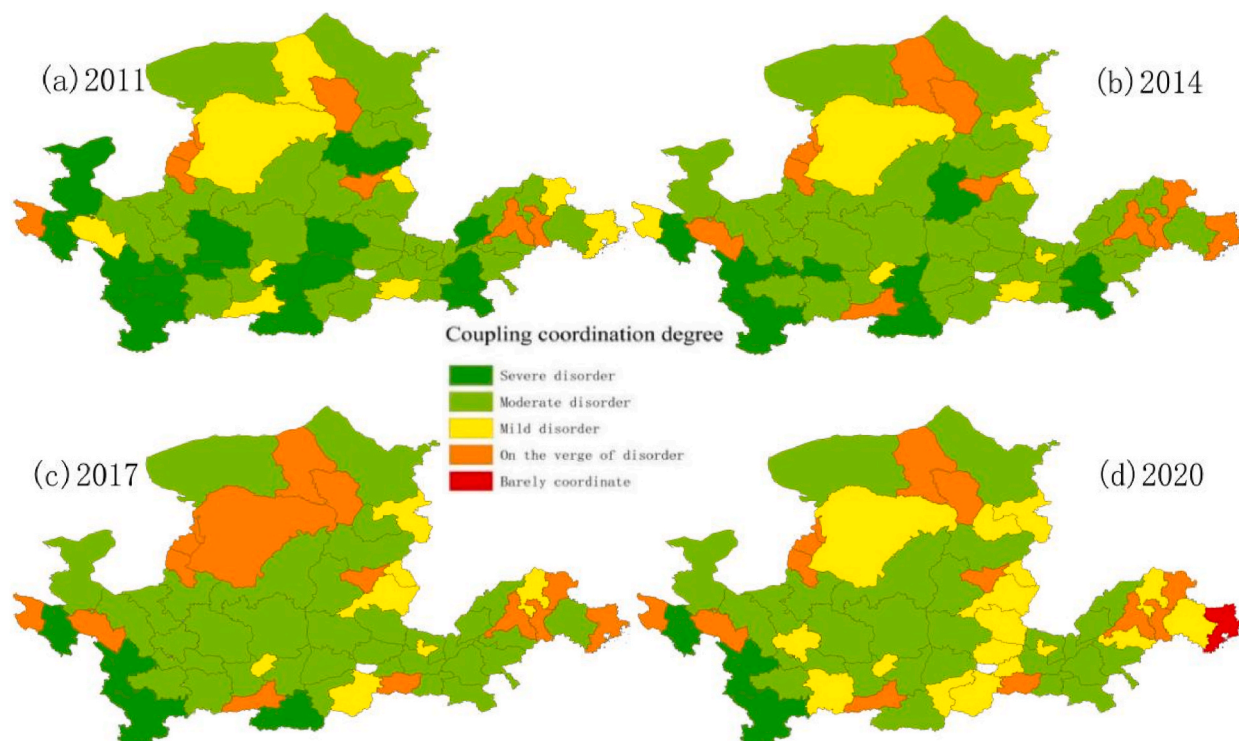 (a)2011
(b)2014
Coupling coordination degree
Severe disorder
Moderate disorder
Mild disorder
On the verge of disorder
Barely coordinate
(c)2017
(d)2020